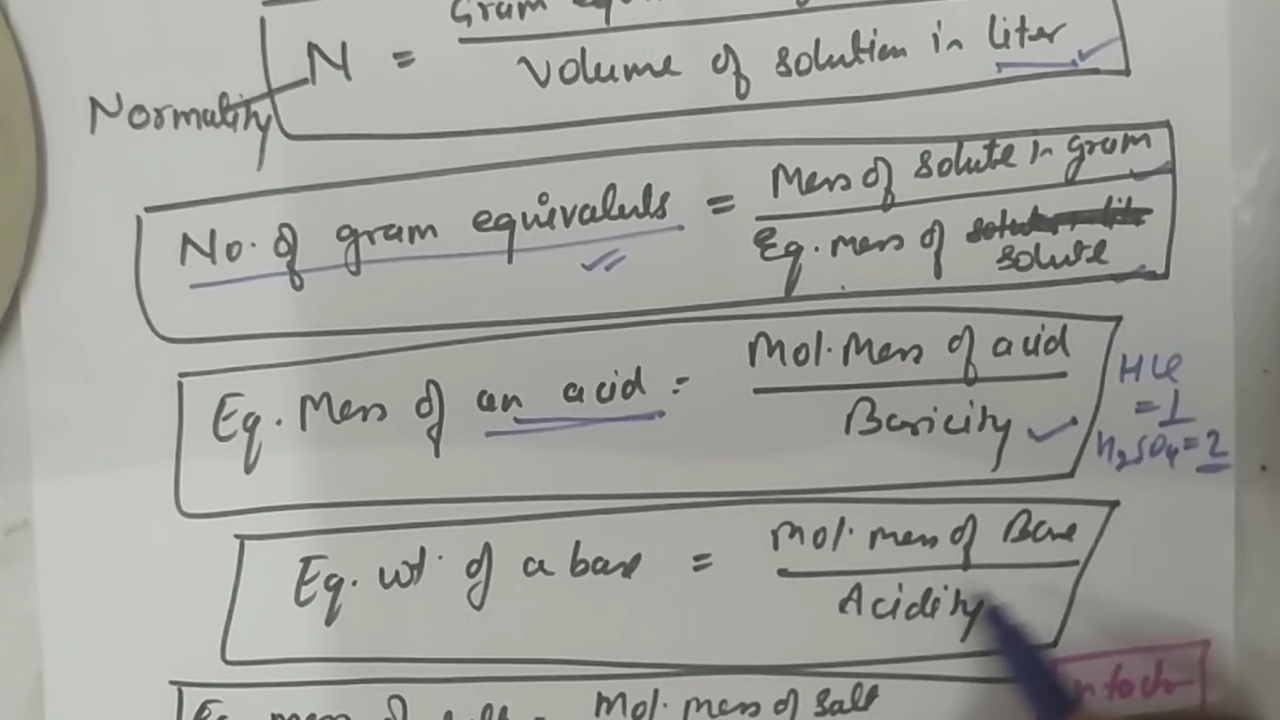 Gram
N = Volume of solution in liter
Normality
No. of gram equivalents = Mass of solute in gram
Eq. mass of solute
Eq. Mass of an acid = Mol. Mass of acid
Basicity
HCl
= 1
H2SO4 = 2
Eq. wt. of a base = Mol. mass of Base
Acidity
Mol. mass of salt